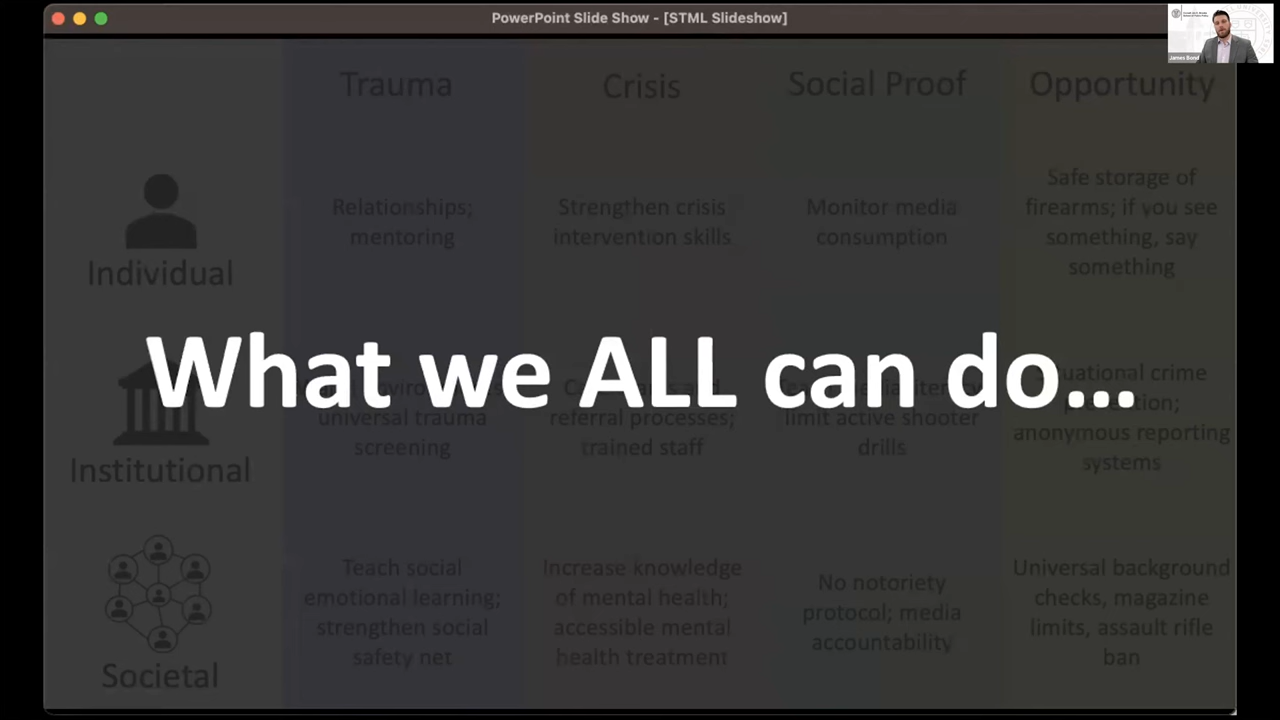 PowerPoint Slide Show - [STML Slideshow]
James Bond
Trauma
Crisis
Social Proof
Opportunity
Individual
Relationships;
mentoring
Strengthen crisis
intervention skills
Monitor media
consumption
Safe storage of
firearms; if you see
something, say
something
What we ALL can do...
Institutional
universal trauma
screening
referral processes;
trained staff
limit active shooter
drills
crime
anonymous reporting
systems
Societal
Teach social
emotional learning;
strengthen social
safety net
Increase knowledge
of mental health;
accessible mental
health treatment
No notoriety
protocol; media
accountability
Universal background
checks, magazine
limits, assault rifle
ban